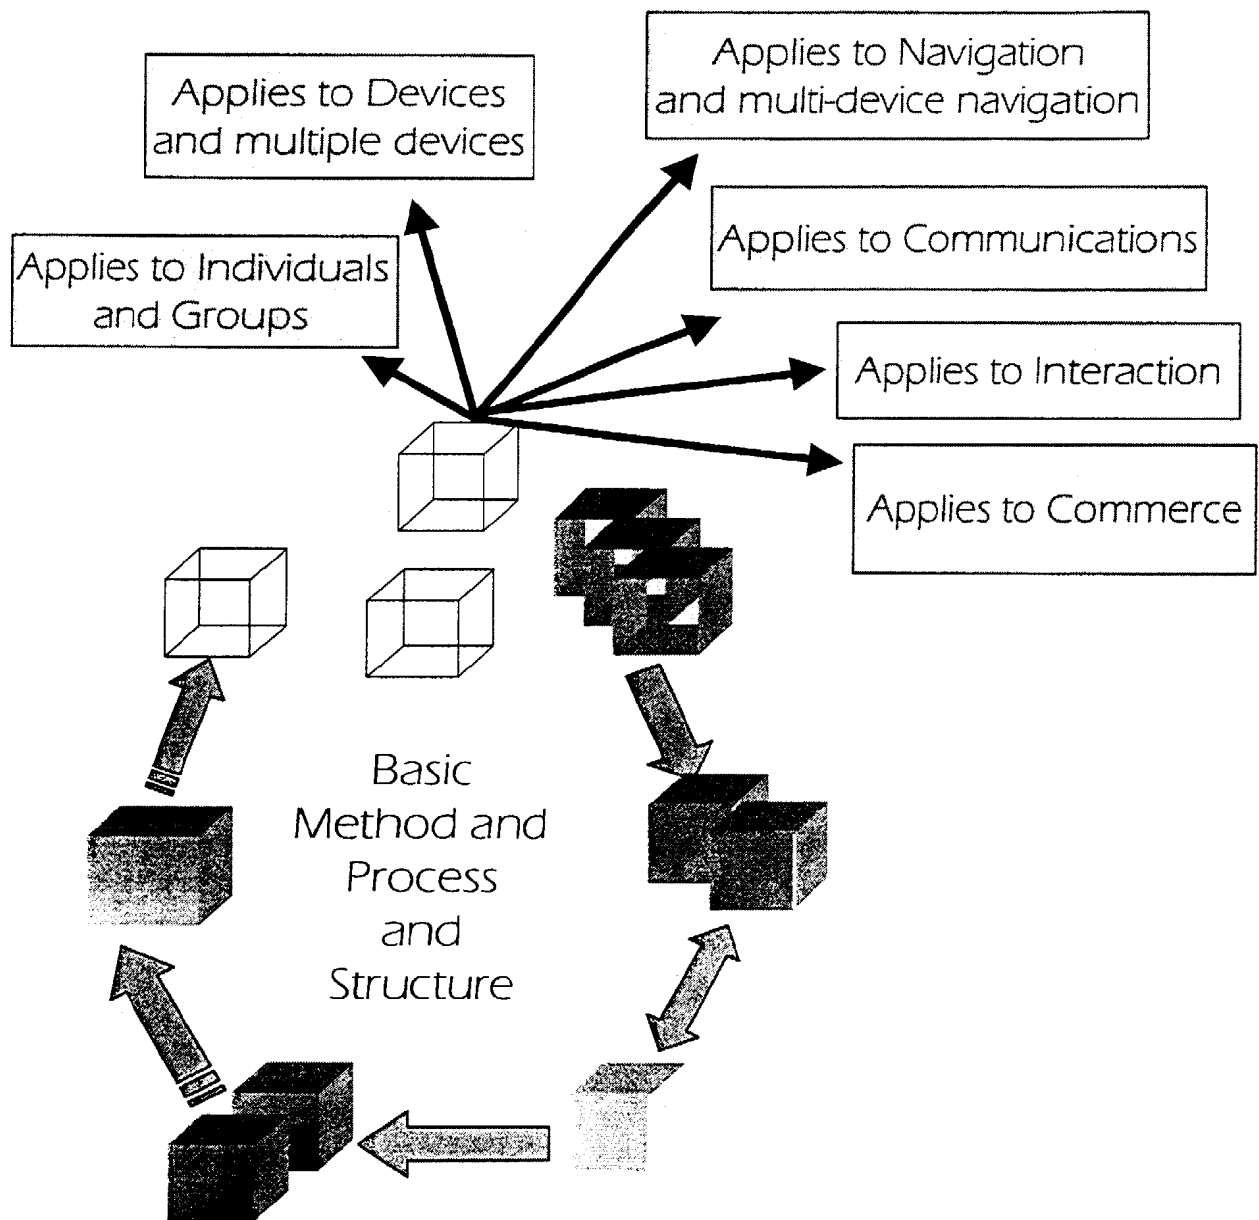 Applies to Devices
and multiple devices
Applies to Navigation
and multi-device navigation
Applies to Individuals
and Groups
Applies to Communications
Applies to Interaction
Applies to Commerce
Basic
Method and
Process
and
Structure